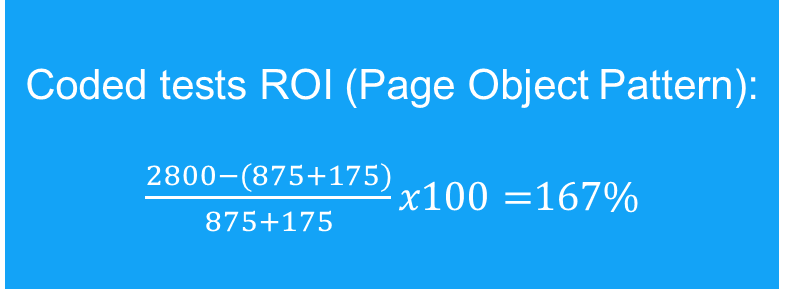 Coded tests ROI (Page Object Pattern):
2800−(875+175)
875+175
x100 =167%